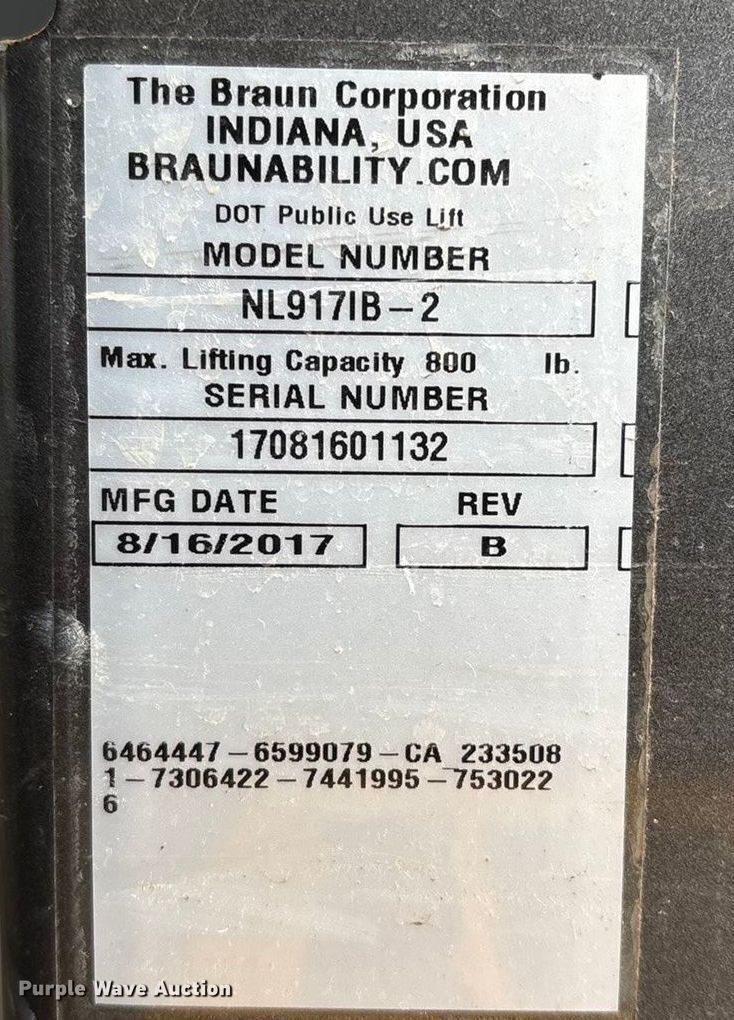 The Braun Corporation
INDIANA, USA
BRAUNABILITY.COM
DOT Public Use Lift
MODEL NUMBER
NL917IB-2
Max. Lifting Capacity 800 lb.
SERIAL NUMBER
17081601132
MFG DATE REV
8/16/2017 B
6464447-6599079-CA 233508
1-7306422-7441995-753022
6
Purple Wave Auction